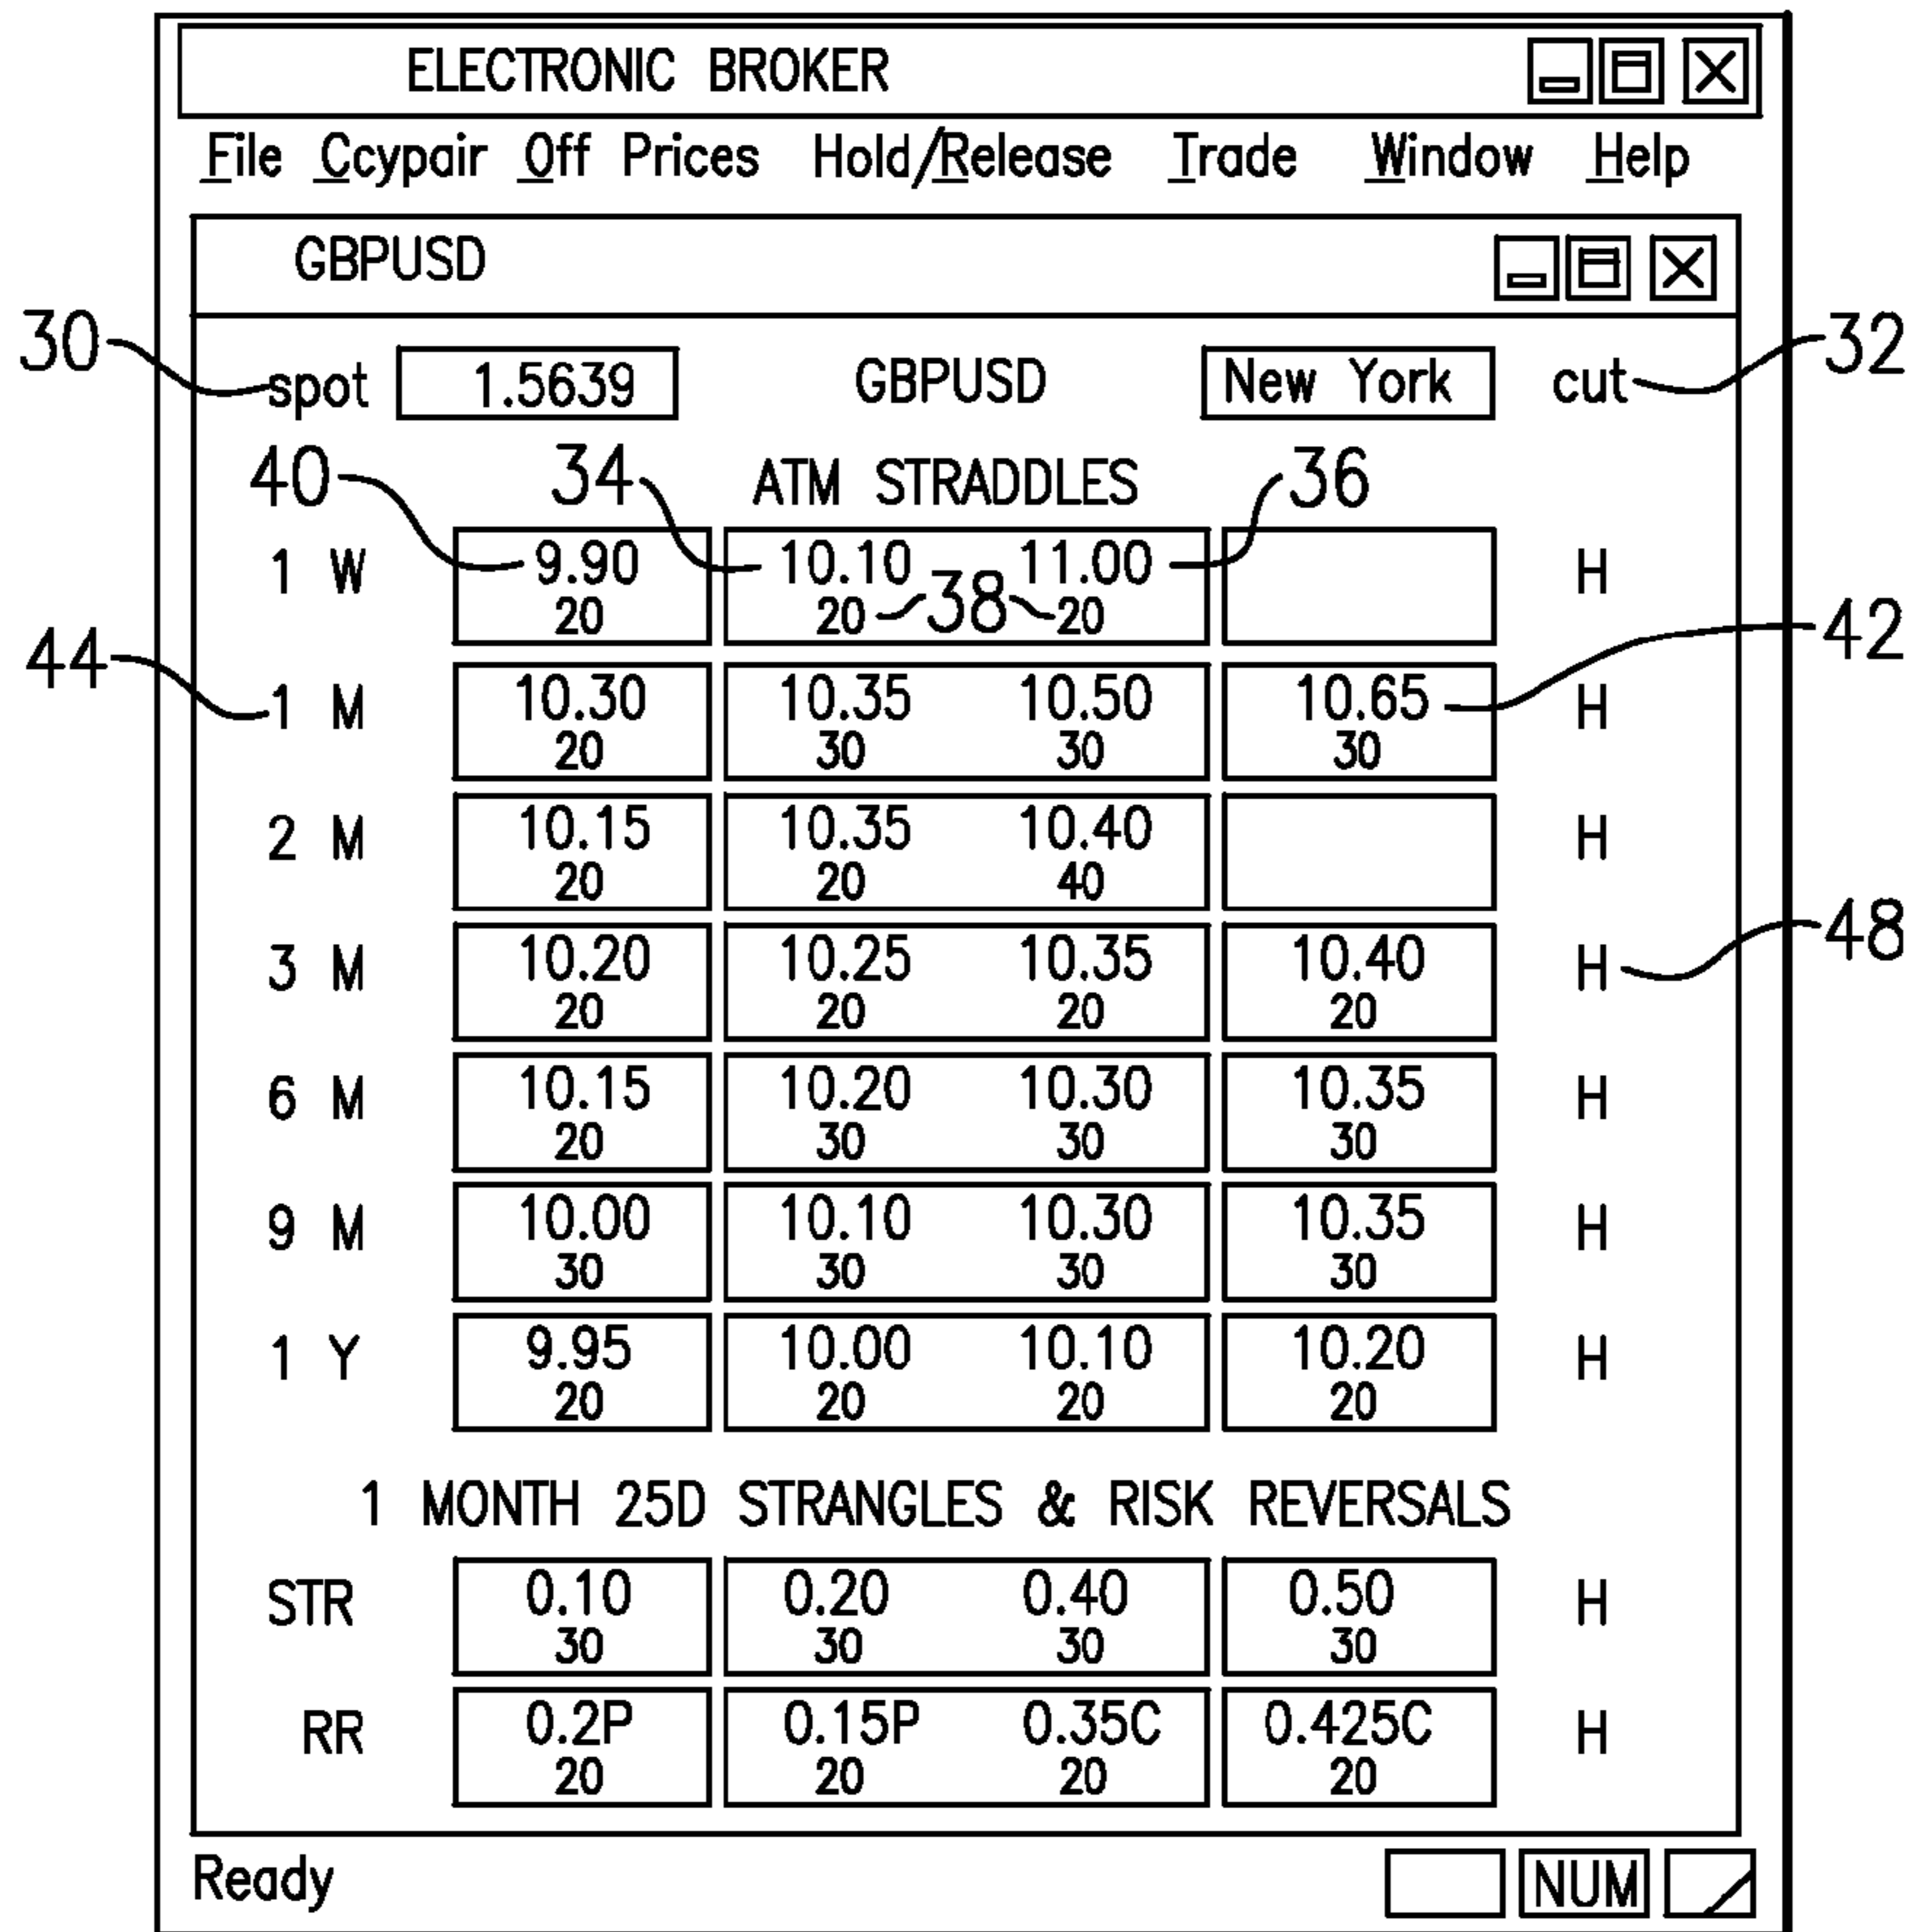 ELECTRONIC BROKER
File Ccypair Off Prices Hold/Release Trade Window Help
GBPUSD
30 spot 1.5639 GBPUSD New York cut 32
40 34 ATM STRADDLES 36
1 W 9.90 10.10 11.00 H
20 20 38 20
42
44
1 M 10.30 10.35 10.50 10.65 H
20 30 30 30
2 M 10.15 10.35 10.40 H
20 20 40
48
3 M 10.20 10.25 10.35 10.40 H
20 20 20 20
6 M 10.15 10.20 10.30 10.35 H
20 30 30 30
9 M 10.00 10.10 10.30 10.35 H
30 30 30 30
1 Y 9.95 10.00 10.10 10.20 H
20 20 20 20
1 MONTH 25D STRANGLES & RISK REVERSALS
STR 0.10 0.20 0.40 0.50 H
30 30 30 30
RR 0.2P 0.15P 0.35C 0.425C H
20 20 20 20
Ready NUM